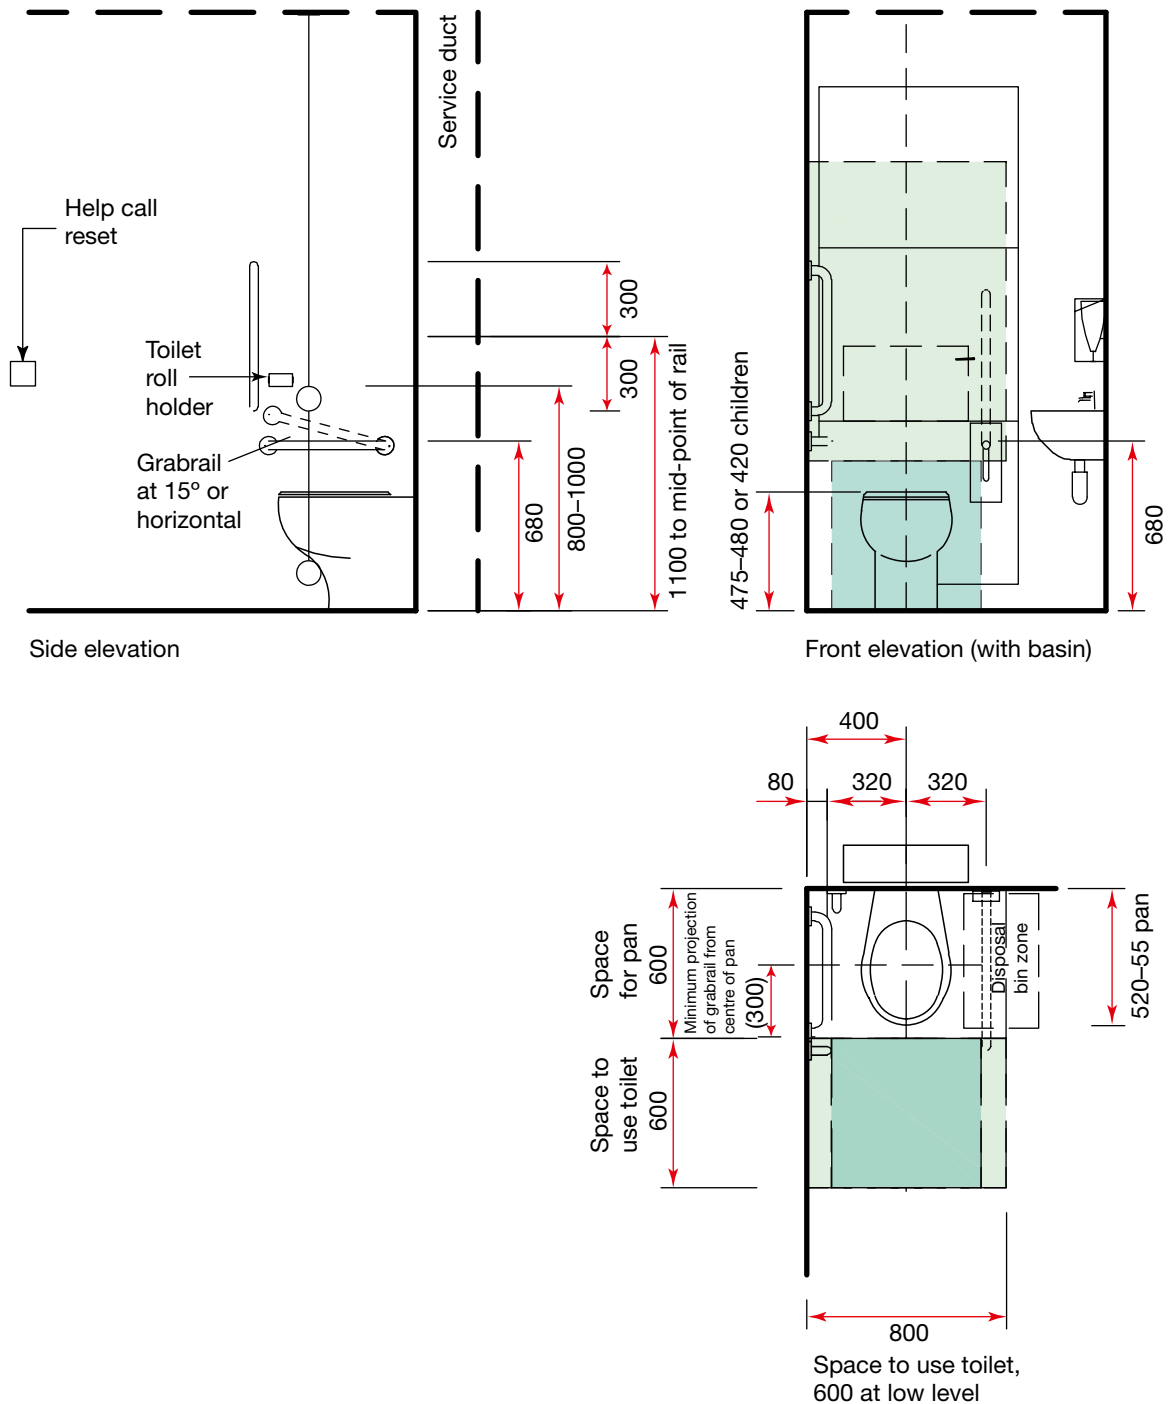 Service duct
Help call
reset
Toilet
roll
holder
Grabrail
at 15º or
horizontal
300
300
680
800–1000
1100 to mid-point of rail
Side elevation
475–480 or 420 children
680
Front elevation (with basin)
400
80
320
320
Space
for pan
600
Minimum projection
of grabrail from
centre of pan
(300)
Disposal
bin zone
520–55 pan
Space to
use toilet
600
800
Space to use toilet,
600 at low level